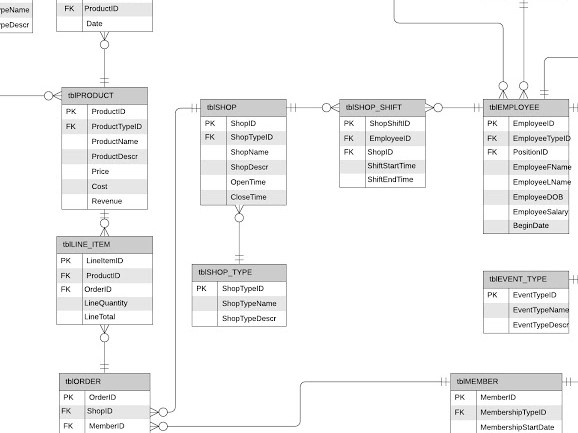 peName
peDescr
FK ProductID
Date
tblPRODUCT
PK ProductID
FK ProductTypeID
ProductName
ProductDescr
Price
Cost
Revenue
tblSHOP
PK ShopID
FK ShopTypeID
ShopName
ShopDescr
OpenTime
CloseTime
tblSHOP_SHIFT
PK ShopShiftID
FK EmployeeID
FK ShopID
ShiftStartTime
ShiftEndTime
tblEMPLOYEE
PK EmployeeID
FK EmployeeTypeID
FK PositionID
EmployeeFName
EmployeeLName
EmployeeDOB
EmployeeSalary
BeginDate
tblLINE_ITEM
PK LineItemID
FK ProductID
FK OrderID
LineQuantity
LineTotal
tblSHOP_TYPE
PK ShopTypeID
ShopTypeName
ShopTypeDescr
tblEVENT_TYPE
PK EventTypeID
EventTypeName
EventTypeDescr
tblORDER
PK OrderID
FK ShopID
FK MemberID
tblMEMBER
PK MemberID
FK MembershipTypeID
MembershipStartDate